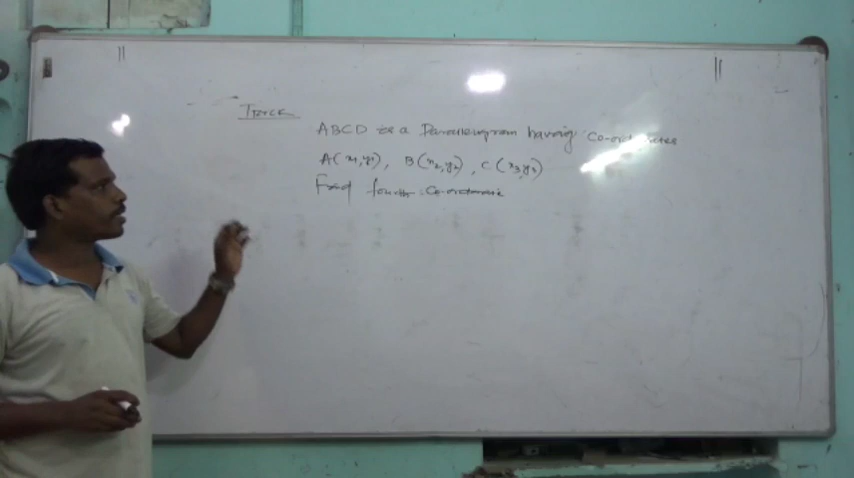 Trick
ABCD is a Parallelogram having Co-ordinates
A(x1,y1), B(x2,y2), C(x3,y3)
Find fourth Co-ordinate